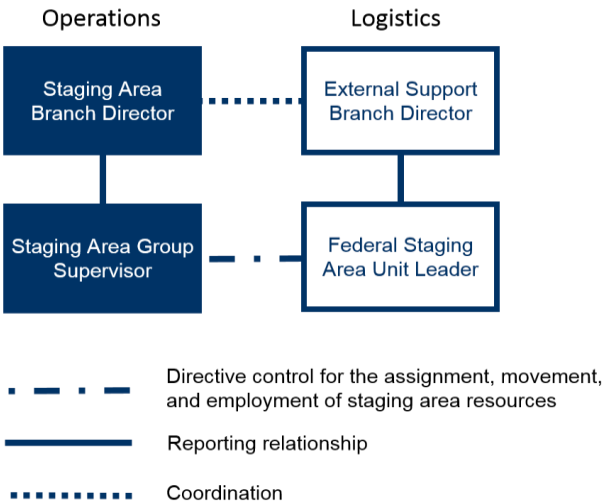 Operations
Logistics
Staging Area
Branch Director
External Support
Branch Director
Staging Area Group
Supervisor
Federal Staging
Area Unit Leader
Directive control for the assignment, movement,
and employment of staging area resources
Reporting relationship
Coordination